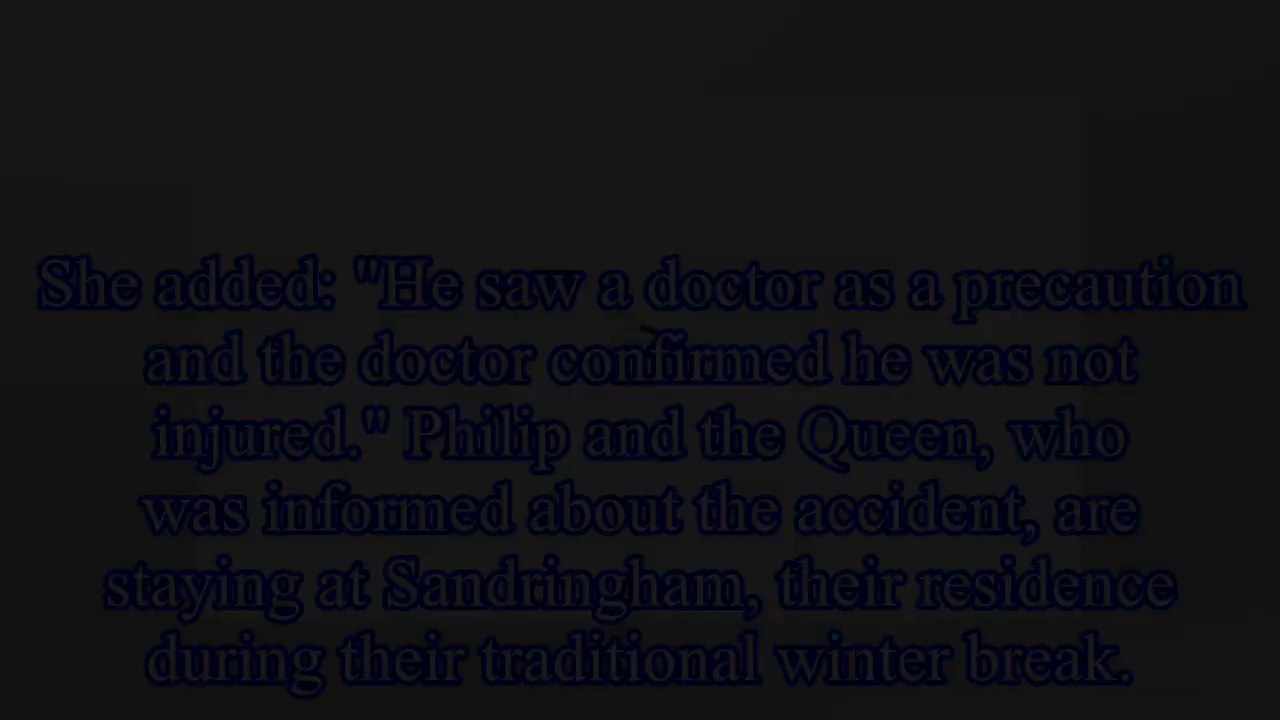 She added: "He saw a doctor as a precaution
and the doctor confirmed he was not
injured." Philip and the Queen, who
was informed about the accident, are
staying at Sandringham, their residence
during their traditional winter break.